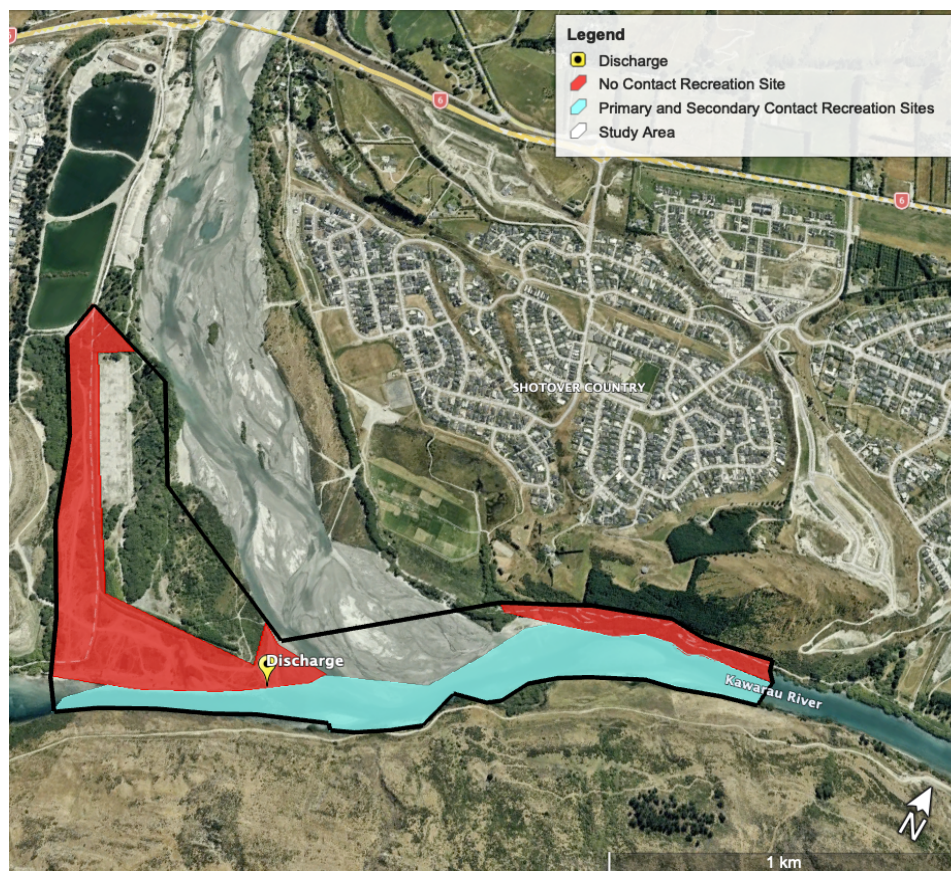 Legend
Discharge
No Contact Recreation Site
Primary and Secondary Contact Recreation Sites
Study Area
6
6
6
SHOTOVER COUNTRY
Discharge
Kawarau River
N
1 km